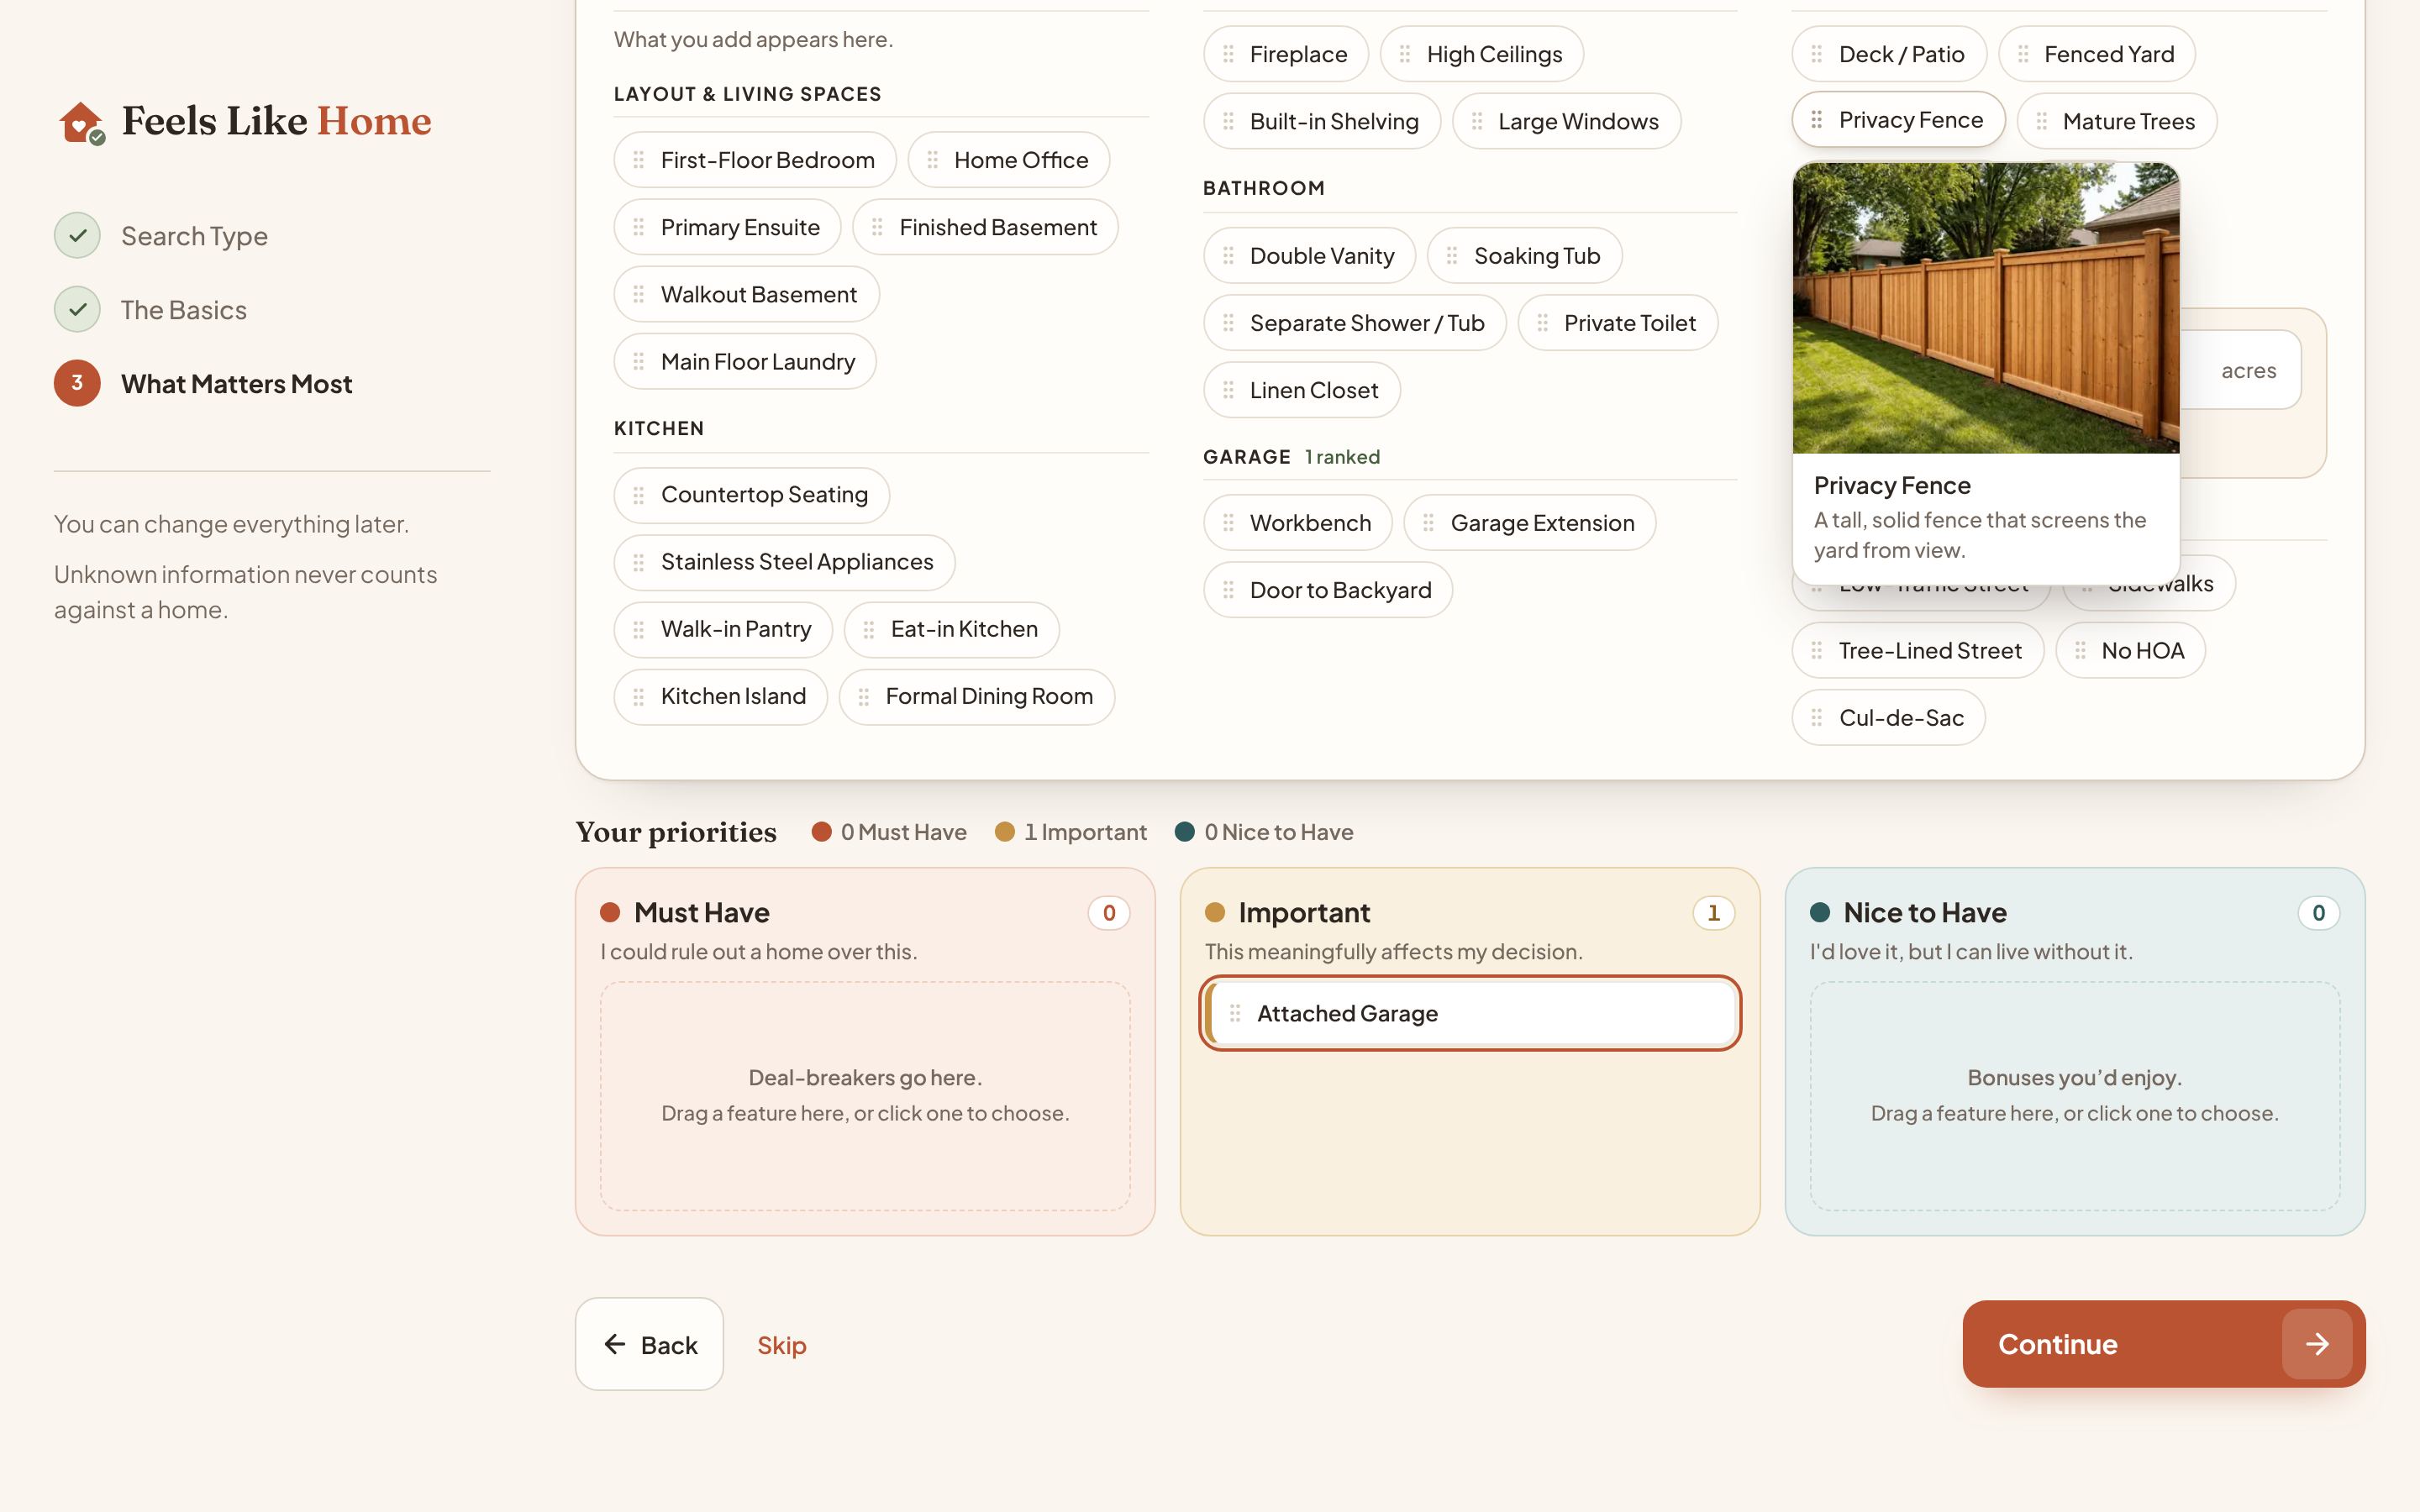 Feels Like Home
Search Type
The Basics
3
What Matters Most
You can change everything later.
Unknown information never counts
against a home.
What you add appears here.
LAYOUT & LIVING SPACES
First-Floor Bedroom
Home Office
Primary Ensuite
Finished Basement
Walkout Basement
Main Floor Laundry
KITCHEN
Countertop Seating
Stainless Steel Appliances
Walk-in Pantry
Eat-in Kitchen
Kitchen Island
Formal Dining Room
Fireplace
High Ceilings
Built-in Shelving
Large Windows
BATHROOM
Double Vanity
Soaking Tub
Separate Shower / Tub
Private Toilet
Linen Closet
GARAGE 1 ranked
Workbench
Garage Extension
Door to Backyard
Deck / Patio
Fenced Yard
Privacy Fence
Mature Trees
acres
Privacy Fence
A tall, solid fence that screens the
yard from view.
Low-Traffic Street
Sidewalks
Tree-Lined Street
No HOA
Cul-de-Sac
Your priorities
0 Must Have
1 Important
0 Nice to Have
Must Have
0
I could rule out a home over this.
Deal-breakers go here.
Drag a feature here, or click one to choose.
Important
1
This meaningfully affects my decision.
Attached Garage
Nice to Have
0
I'd love it, but I can live without it.
Bonuses you’d enjoy.
Drag a feature here, or click one to choose.
Back
Skip
Continue